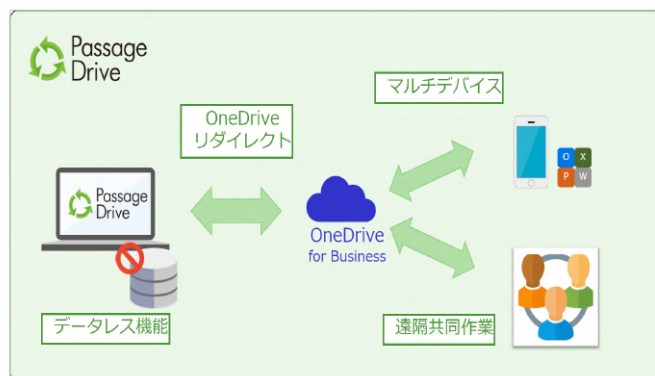 Passage
Drive
マルチデバイス
OneDrive
リダイレクト
O X
P W
Passage
Drive
OneDrive
for Business
データレス機能
遠隔共同作業